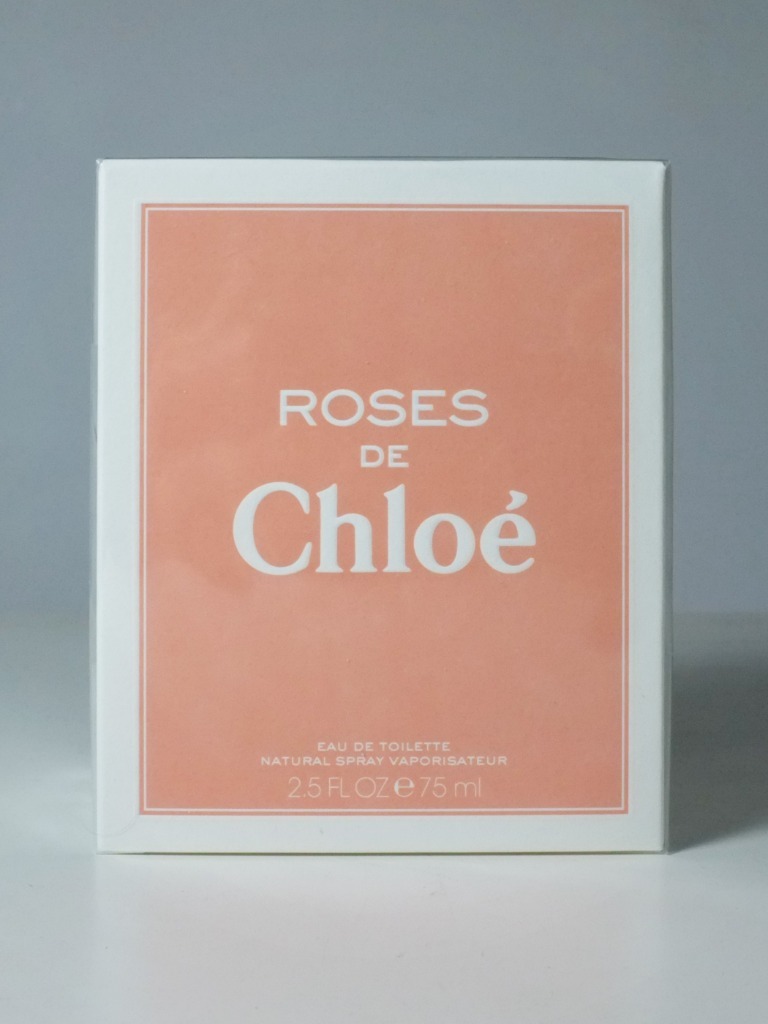 ROSES
DE
Chloé
EAU DE TOILETTE
NATURAL SPRAY VAPORISATEUR
2.5 FL OZ e 75 ml